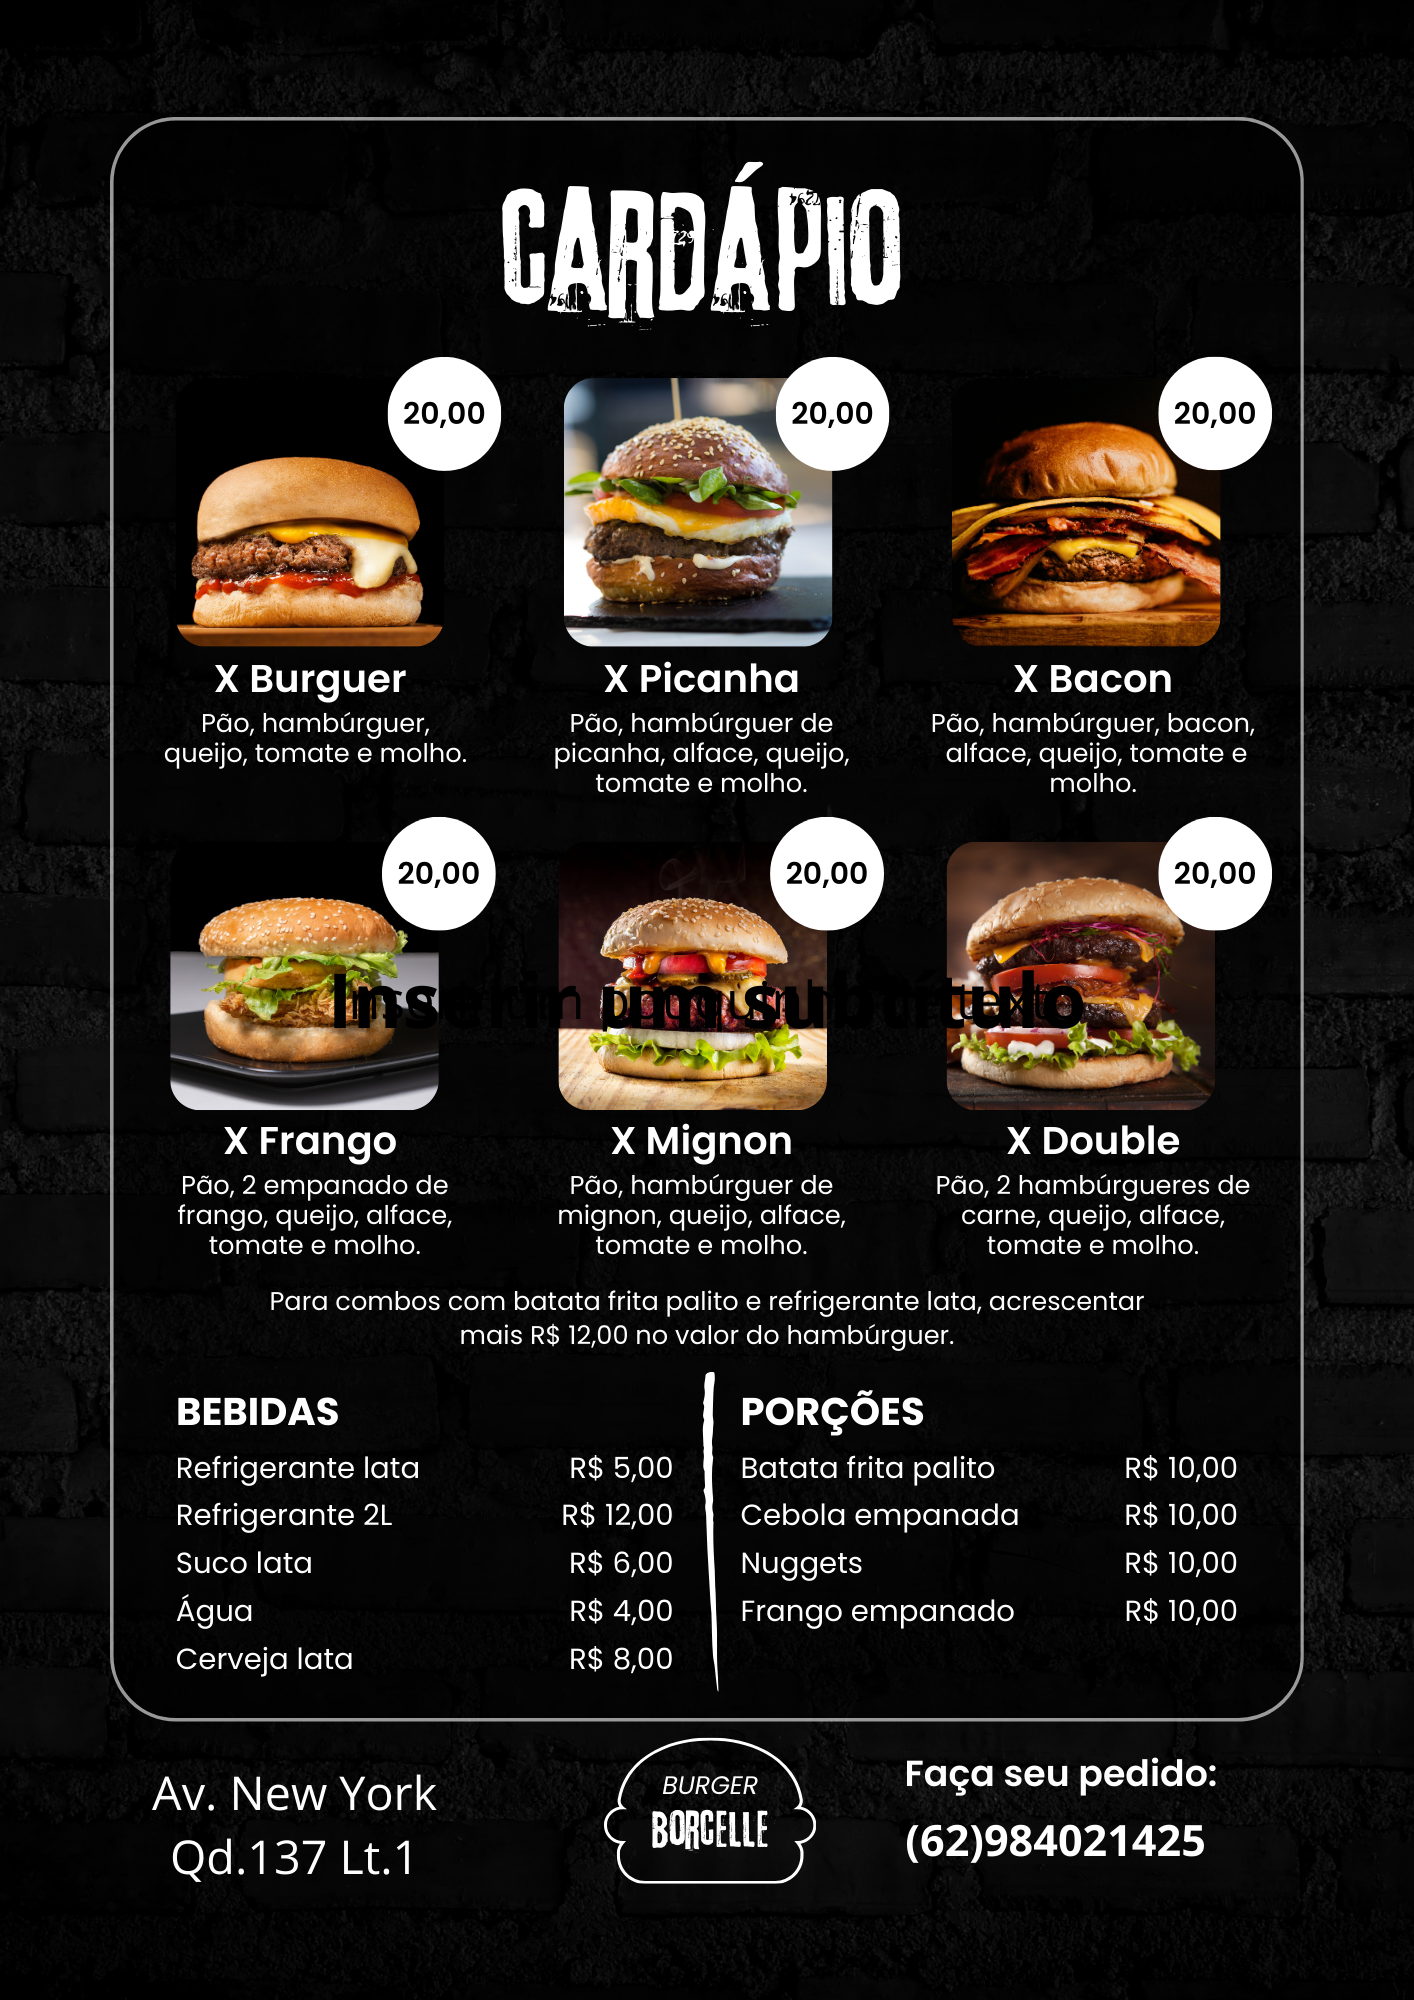 CARDÁPIO
20,00
20,00
20,00
X Burguer
Pão, hambúrguer,
queijo, tomate e molho.
X Picanha
Pão, hambúrguer de
picanha, alface, queijo,
tomate e molho.
X Bacon
Pão, hambúrguer, bacon,
alface, queijo, tomate e
molho.
20,00
20,00
20,00
Inserir um subtítulo
X Frango
Pão, 2 empanado de
frango, queijo, alface,
tomate e molho.
X Mignon
Pão, hambúrguer de
mignon, queijo, alface,
tomate e molho.
X Double
Pão, 2 hambúrgueres de
carne, queijo, alface,
tomate e molho.
Para combos com batata frita palito e refrigerante lata, acrescentar
mais R$ 12,00 no valor do hambúrguer.
BEBIDAS
Refrigerante lata R$ 5,00
Refrigerante 2L R$ 12,00
Suco lata R$ 6,00
Água R$ 4,00
Cerveja lata R$ 8,00
PORÇÕES
Batata frita palito R$ 10,00
Cebola empanada R$ 10,00
Nuggets R$ 10,00
Frango empanado R$ 10,00
Av. New York
Qd.137 Lt.1
BURGER
BORCELLE
Faça seu pedido:
(62)984021425